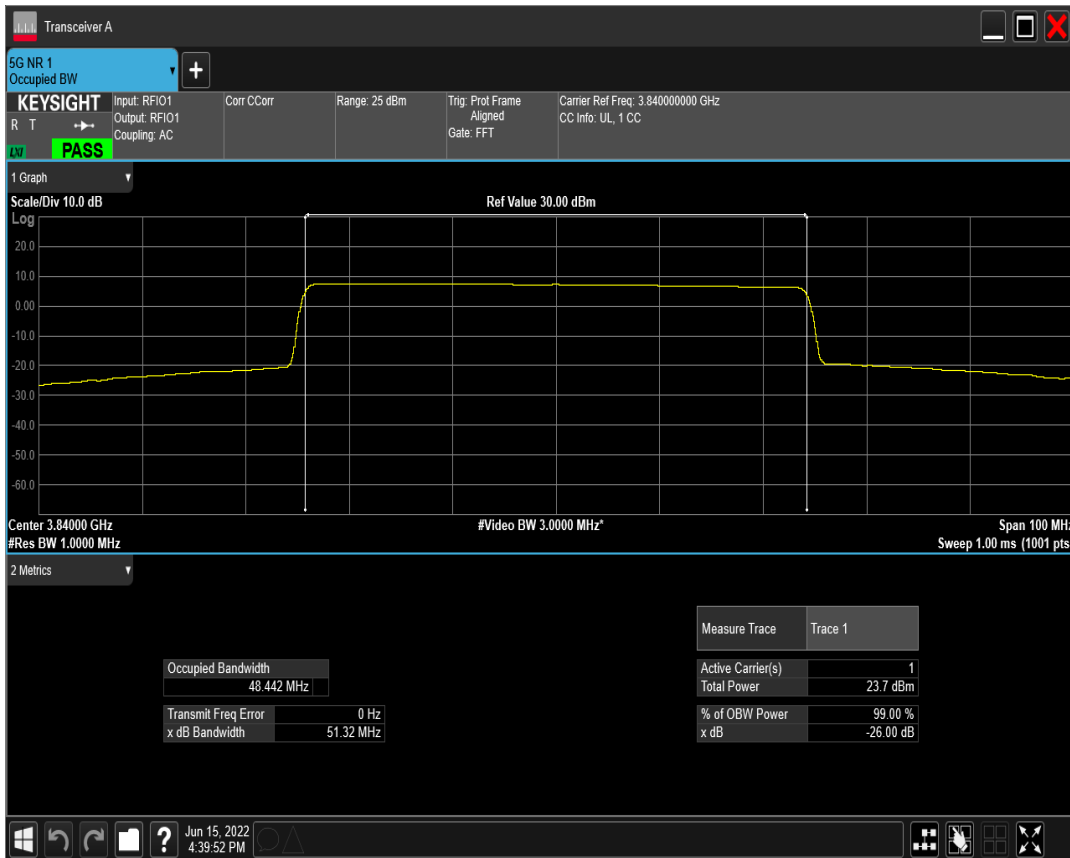 Transceiver A
5G NR 1
Occupied BW
+
KEYSIGHT
R T
LXI
PASS
Input: RFIO1
Output: RFIO1
Coupling: AC
Corr CCorr
Range: 25 dBm
Trig: Prot Frame
Aligned
Gate: FFT
Carrier Ref Freq: 3.840000000 GHz
CC Info: UL, 1 CC
1 Graph
Scale/Div 10.0 dB
Ref Value 30.00 dBm
Log
20.0
10.0
0.00
-10.0
-20.0
-30.0
-40.0
-50.0
-60.0
Center 3.84000 GHz
#Video BW 3.0000 MHz*
Span 100 MHz
#Res BW 1.0000 MHz
Sweep 1.00 ms (1001 pts
2 Metrics
Measure Trace Trace 1
Occupied Bandwidth
48.442 MHz
Active Carrier(s) 1
Total Power 23.7 dBm
Transmit Freq Error 0 Hz
x dB Bandwidth 51.32 MHz
% of OBW Power 99.00 %
x dB -26.00 dB
?
Jun 15, 2022
4:39:52 PM